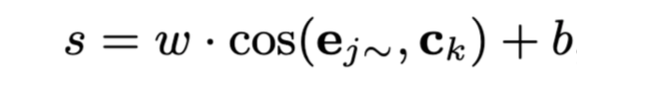 s = w · cos(e_{j∼}, c_k) + b